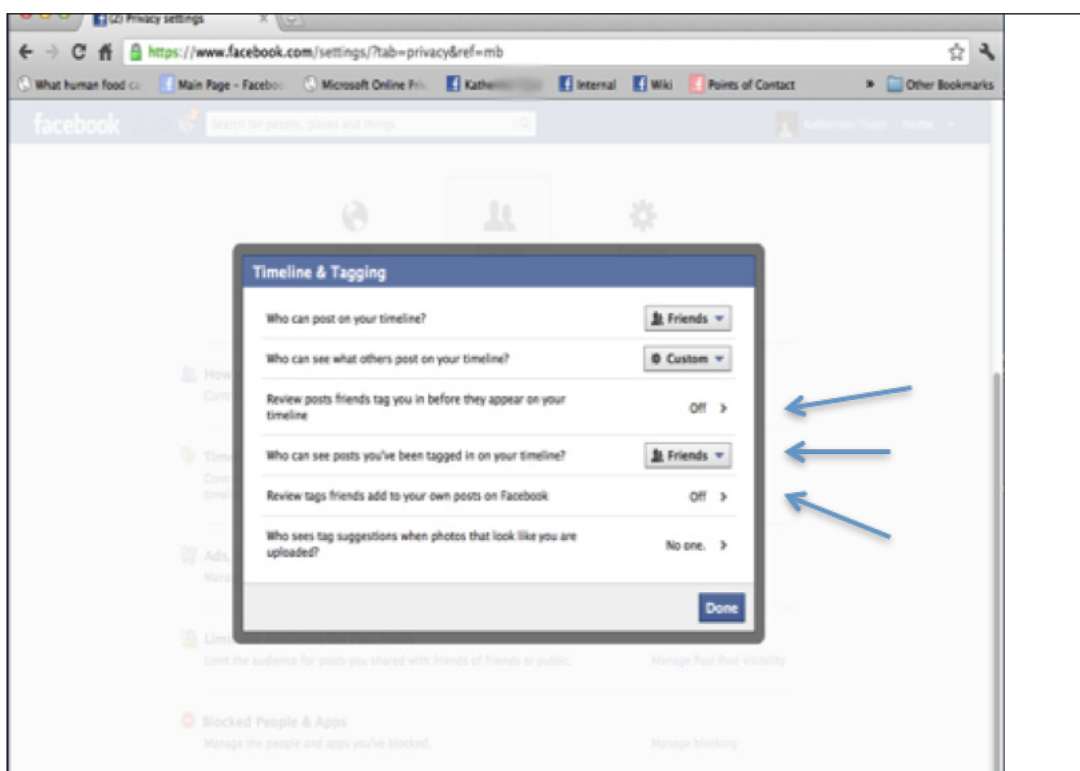 (2) Privacy settings
https://www.facebook.com/settings/?tab=privacy&ref=mb
What human food Main Page – Facebo Microsoft Online Pri Internal Wiki Points of Contact » Other Bookmarks
facebook Search for people, places and things Home
Timeline & Tagging
Who can post on your timeline? Friends
Who can see what others post on your timeline? Custom
Review posts friends tag you in before they appear on your
timeline
Off >
Who can see posts you've been tagged in on your timeline? Friends
Review tags friends add to your own posts on Facebook Off >
Who sees tag suggestions when photos that look like you are
uploaded?
No one. >
Done
How
Ads,
Limit the audience for posts you shared with friends of friends or public. Manage Past Post Visibility
Blocked People & Apps
Manage the people and apps you've blocked. Manage blocking